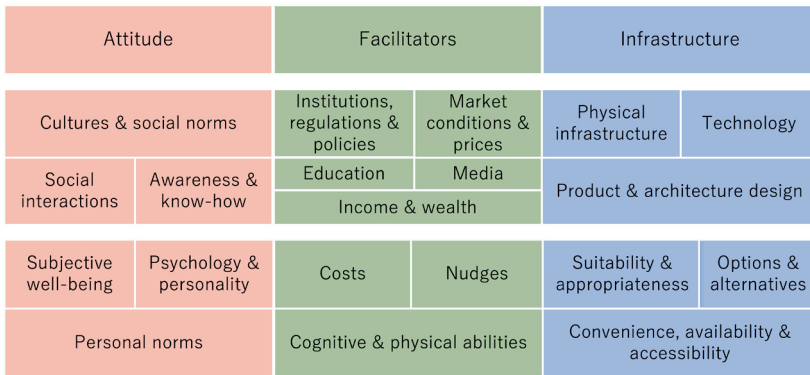 Attitude
Facilitators
Infrastructure
Cultures & social norms
Institutions,
regulations &
policies
Market
conditions &
prices
Physical
infrastructure
Technology
Social
interactions
Awareness &
know-how
Education
Media
Income & wealth
Product & architecture design
Subjective
well-being
Psychology &
personality
Costs
Nudges
Suitability &
appropriateness
Options &
alternatives
Personal norms
Cognitive & physical abilities
Convenience, availability &
accessibility